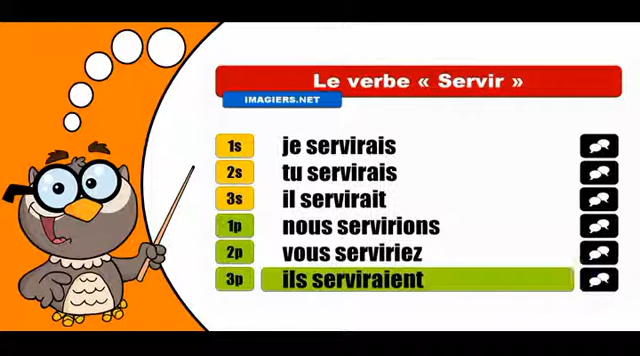 Le verbe « Servir »
IMAGIERS.NET
1s je servirais
2s tu servirais
3s il servirait
1p nous servirions
2p vous serviriez
3p ils serviraient